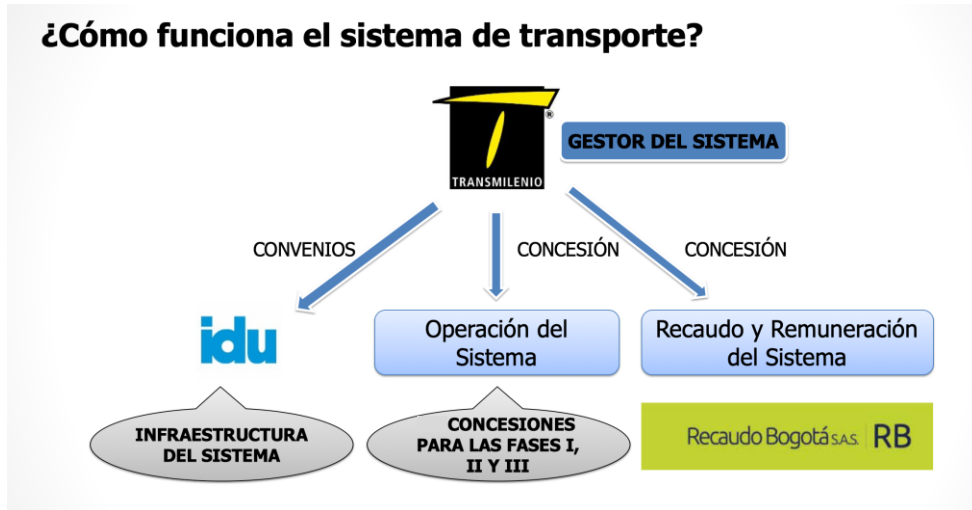 ¿Cómo funciona el sistema de transporte?
®
TRANSMILENIO
GESTOR DEL SISTEMA
CONVENIOS
CONCESIÓN
CONCESIÓN
idu
Operación del
Sistema
Recaudo y Remuneración
del Sistema
INFRAESTRUCTURA
DEL SISTEMA
CONCESIONES
PARA LAS FASES I,
II Y III
Recaudo Bogotá S.A.S. RB